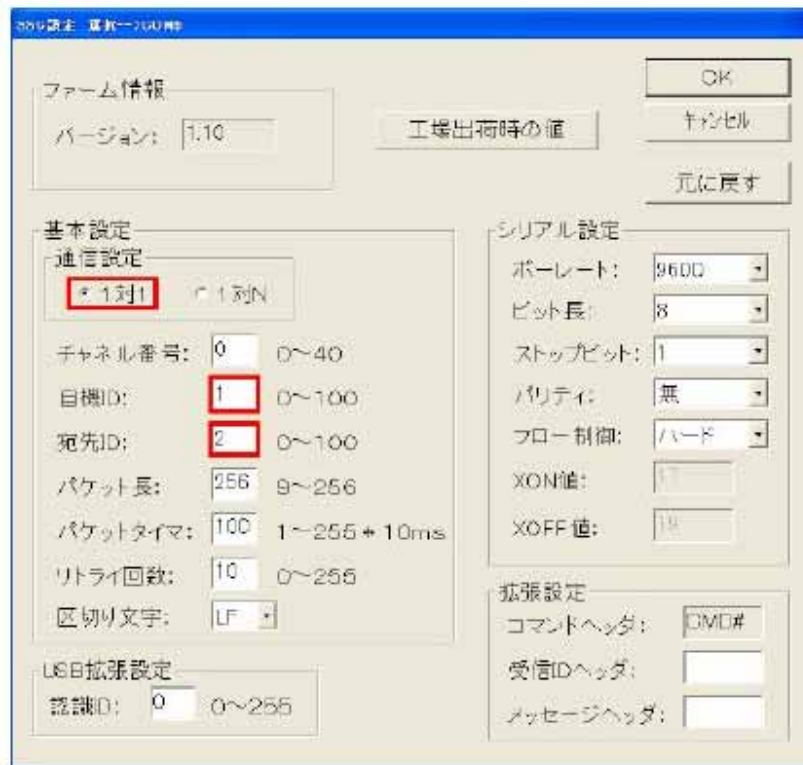 ファーム情報
バージョン: 1.10
工場出荷時の値
OK
キャンセル
元に戻す
基本設定
通信設定
1対1 1対N
チャネル番号: 0 0～40
自機ID: 1 0～100
宛先ID: 2 0～100
パケット長: 256 9～256
パケットタイマ: 100 1～255*10ms
リトライ回数: 10 0～255
区切り文字: LF
USB拡張設定
認識ID: 0 0～255
シリアル設定
ボーレート: 9600
ビット長: 8
ストップビット: 1
パリティ: 無
フロー制御: ハード
XON値: 17
XOFF値: 19
拡張設定
コマンドヘッダ: CMD#
受信IDヘッダ:
メッセージヘッダ: